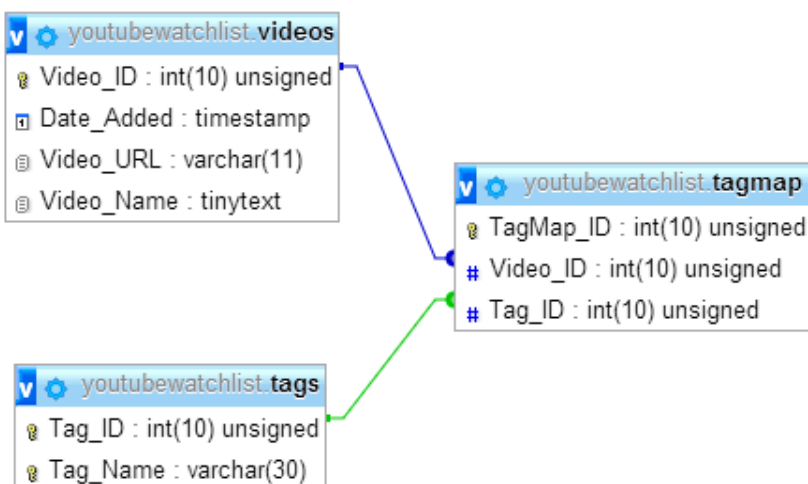 v youtubewatchlist.videos
Video_ID : int(10) unsigned
Date_Added : timestamp
Video_URL : varchar(11)
Video_Name : tinytext
v youtubewatchlist.tagmap
TagMap_ID : int(10) unsigned
# Video_ID : int(10) unsigned
# Tag_ID : int(10) unsigned
v youtubewatchlist.tags
Tag_ID : int(10) unsigned
Tag_Name : varchar(30)